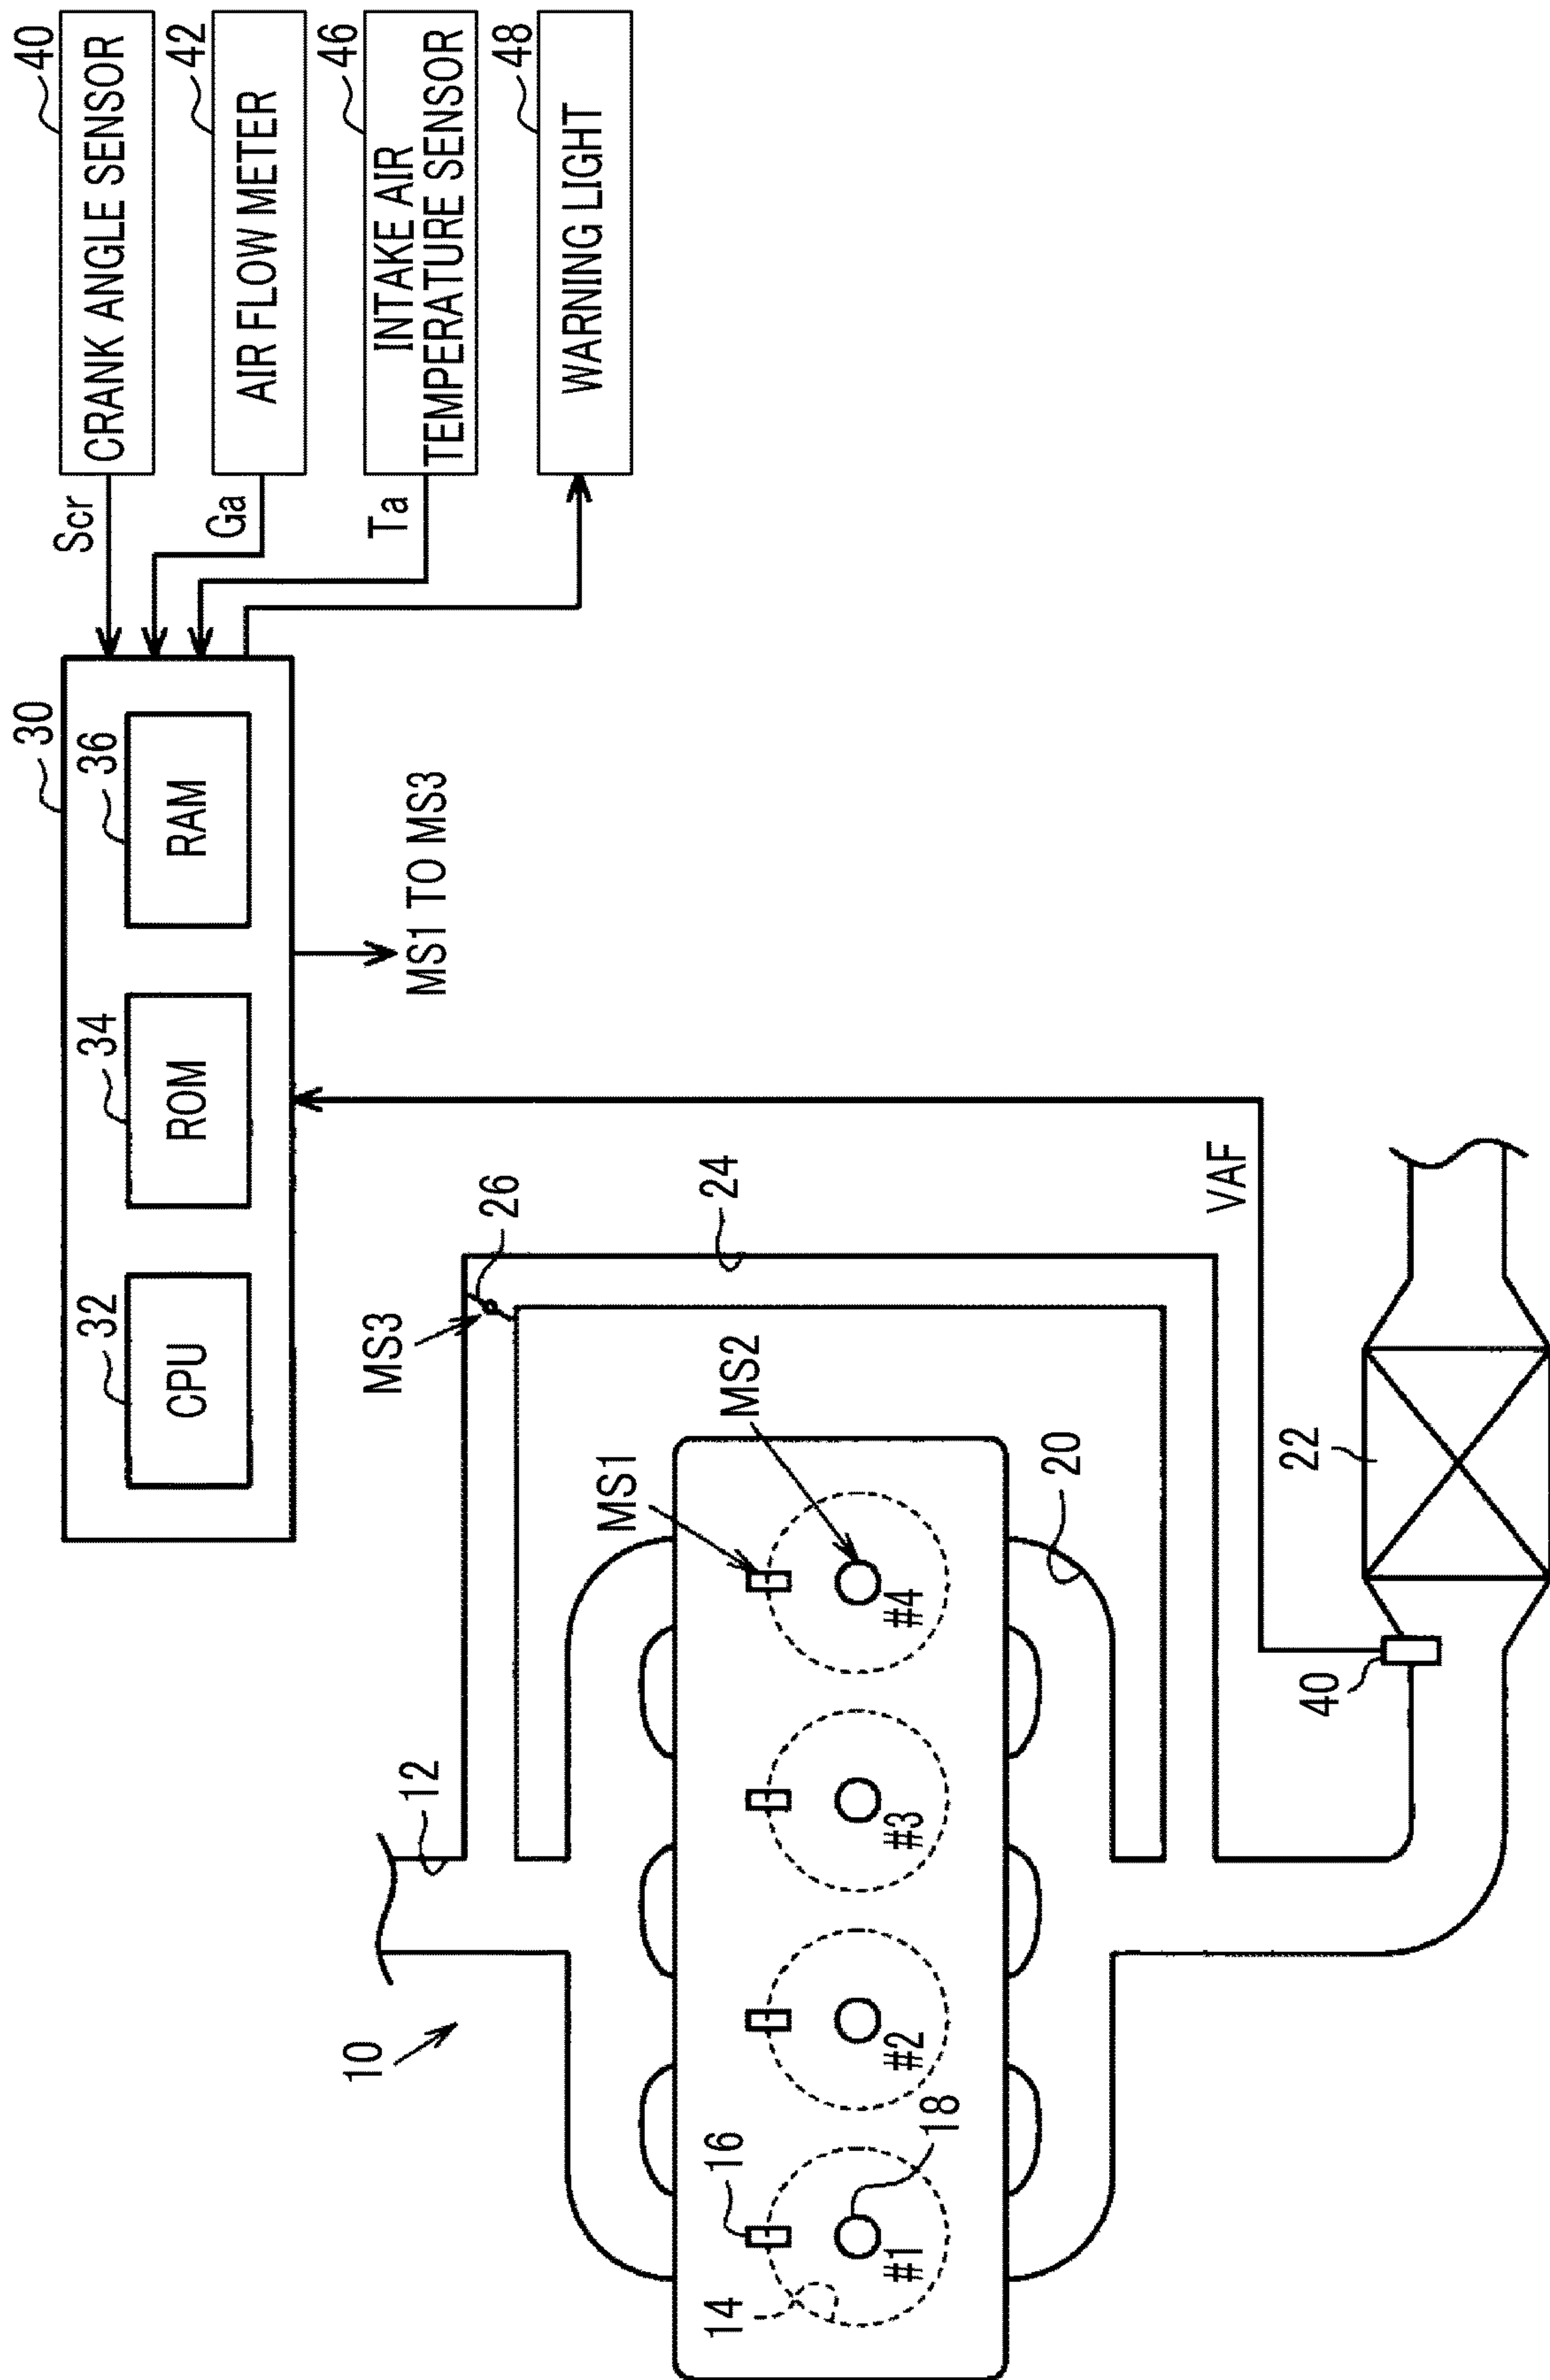 30
32
CPU
34
ROM
36
RAM
Scr
40
CRANK ANGLE SENSOR
Ga
42
AIR FLOW METER
Ta
46
INTAKE AIR
TEMPERATURE SENSOR
48
WARNING LIGHT
MS1 TO MS3
10
12
MS3
26
24
14
16
MS1
MS2
#1
#2
#3
#4
18
20
VAF
40
22